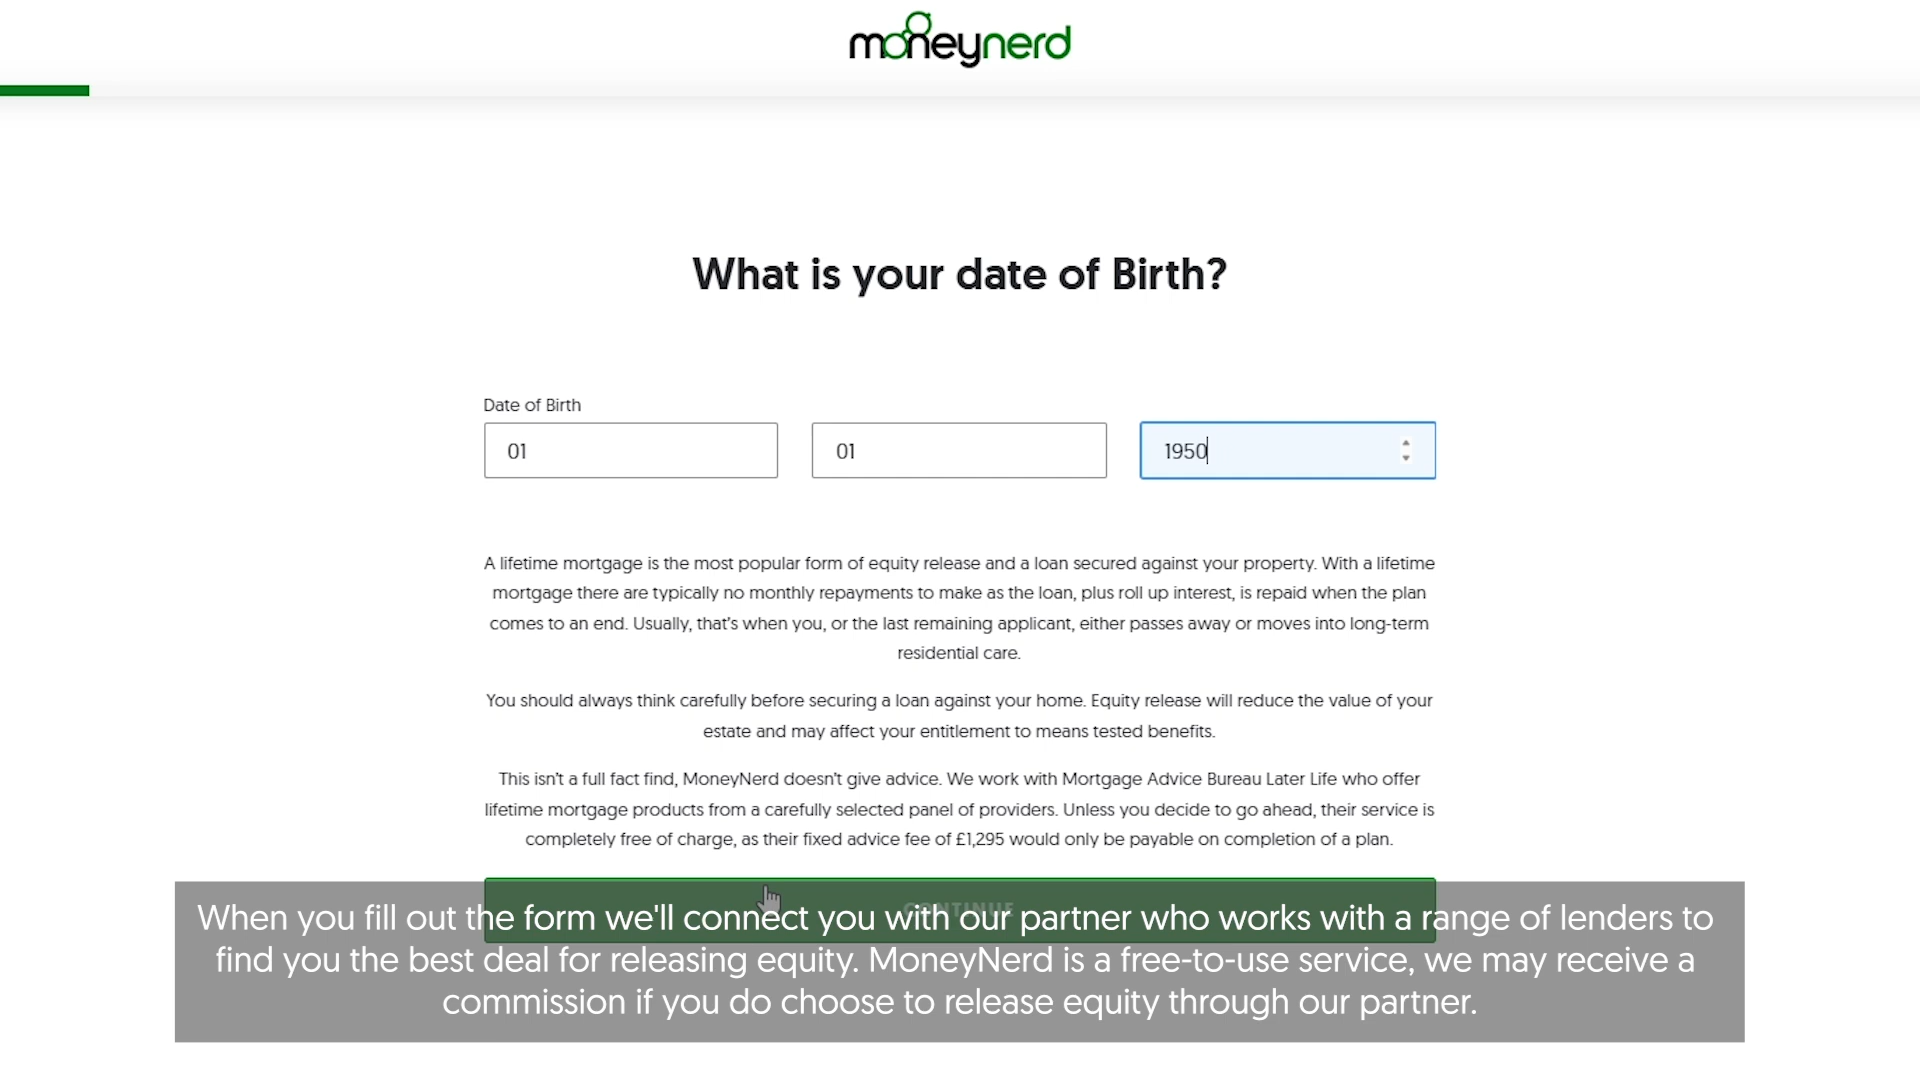 moneynerd
What is your date of Birth?
Date of Birth
01 01 1950
A lifetime mortgage is the most popular form of equity release and a loan secured against your property. With a lifetime
mortgage there are typically no monthly repayments to make as the loan, plus roll up interest, is repaid when the plan
comes to an end. Usually, that's when you, or the last remaining applicant, either passes away or moves into long-term
residential care.
You should always think carefully before securing a loan against your home. Equity release will reduce the value of your
estate and may affect your entitlement to means tested benefits.
This isn't a full fact find, MoneyNerd doesn't give advice. We work with Mortgage Advice Bureau Later Life who offer
lifetime mortgage products from a carefully selected panel of providers. Unless you decide to go ahead, their service is
completely free of charge, as their fixed advice fee of £1,295 would only be payable on completion of a plan.
CONTINUE
When you fill out the form we'll connect you with our partner who works with a range of lenders to
find you the best deal for releasing equity. MoneyNerd is a free-to-use service, we may receive a
commission if you do choose to release equity through our partner.